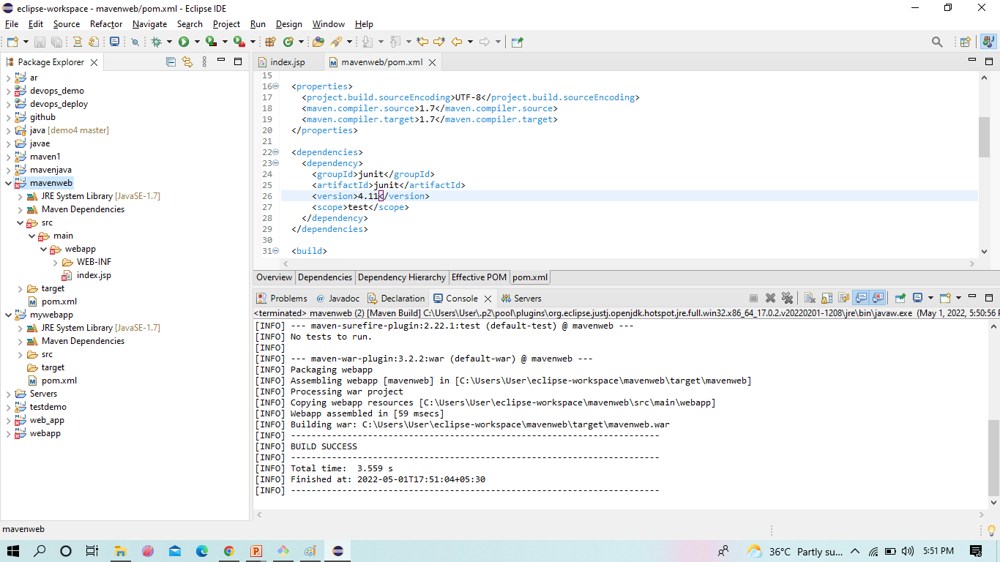 eclipse-workspace - mavenweb/pom.xml - Eclipse IDE
File Edit Source Refactor Navigate Search Project Run Design Window Help
Package Explorer
ar
devops_demo
devops_deploy
github
java [demo4 master]
javae
maven1
mavenjava
mavenweb
JRE System Library [JavaSE-1.7]
Maven Dependencies
src
main
webapp
WEB-INF
index.jsp
target
pom.xml
mywebapp
JRE System Library [JavaSE-1.7]
Maven Dependencies
src
target
pom.xml
Servers
testdemo
web_app
webapp
index.jsp mavenweb/pom.xml
15
16 <properties>
17 <project.build.sourceEncoding>UTF-8</project.build.sourceEncoding>
18 <maven.compiler.source>1.7</maven.compiler.source>
19 <maven.compiler.target>1.7</maven.compiler.target>
20 </properties>
21
22 <dependencies>
23 <dependency>
24 <groupId>junit</groupId>
25 <artifactId>junit</artifactId>
26 <version>4.11</version>
27 <scope>test</scope>
28 </dependency>
29 </dependencies>
30
31 <build>
Overview Dependencies Dependency Hierarchy Effective POM pom.xml
Problems @ Javadoc Declaration Console Servers
<terminated> mavenweb (2) [Maven Build] C:\Users\User\.p2\pool\plugins\org.eclipse.justj.openjdk.hotspot.jre.full.win32.x86_64_17.0.2.v20220201-1208\jre\bin\javaw.exe (May 1, 2022, 5:50:56 P
[INFO] --- maven-surefire-plugin:2.22.1:test (default-test) @ mavenweb ---
[INFO] No tests to run.
[INFO]
[INFO] --- maven-war-plugin:3.2.2:war (default-war) @ mavenweb ---
[INFO] Packaging webapp
[INFO] Assembling webapp [mavenweb] in [C:\Users\User\eclipse-workspace\mavenweb\target\mavenweb]
[INFO] Processing war project
[INFO] Copying webapp resources [C:\Users\User\eclipse-workspace\mavenweb\src\main\webapp]
[INFO] Webapp assembled in [59 msecs]
[INFO] Building war: C:\Users\User\eclipse-workspace\mavenweb\target\mavenweb.war
[INFO] ------------------------------------------------------------------------
[INFO] BUILD SUCCESS
[INFO] ------------------------------------------------------------------------
[INFO] Total time:  3.559 s
[INFO] Finished at: 2022-05-01T17:51:04+05:30
[INFO] ------------------------------------------------------------------------
mavenweb
36°C Partly su... 5:51 PM